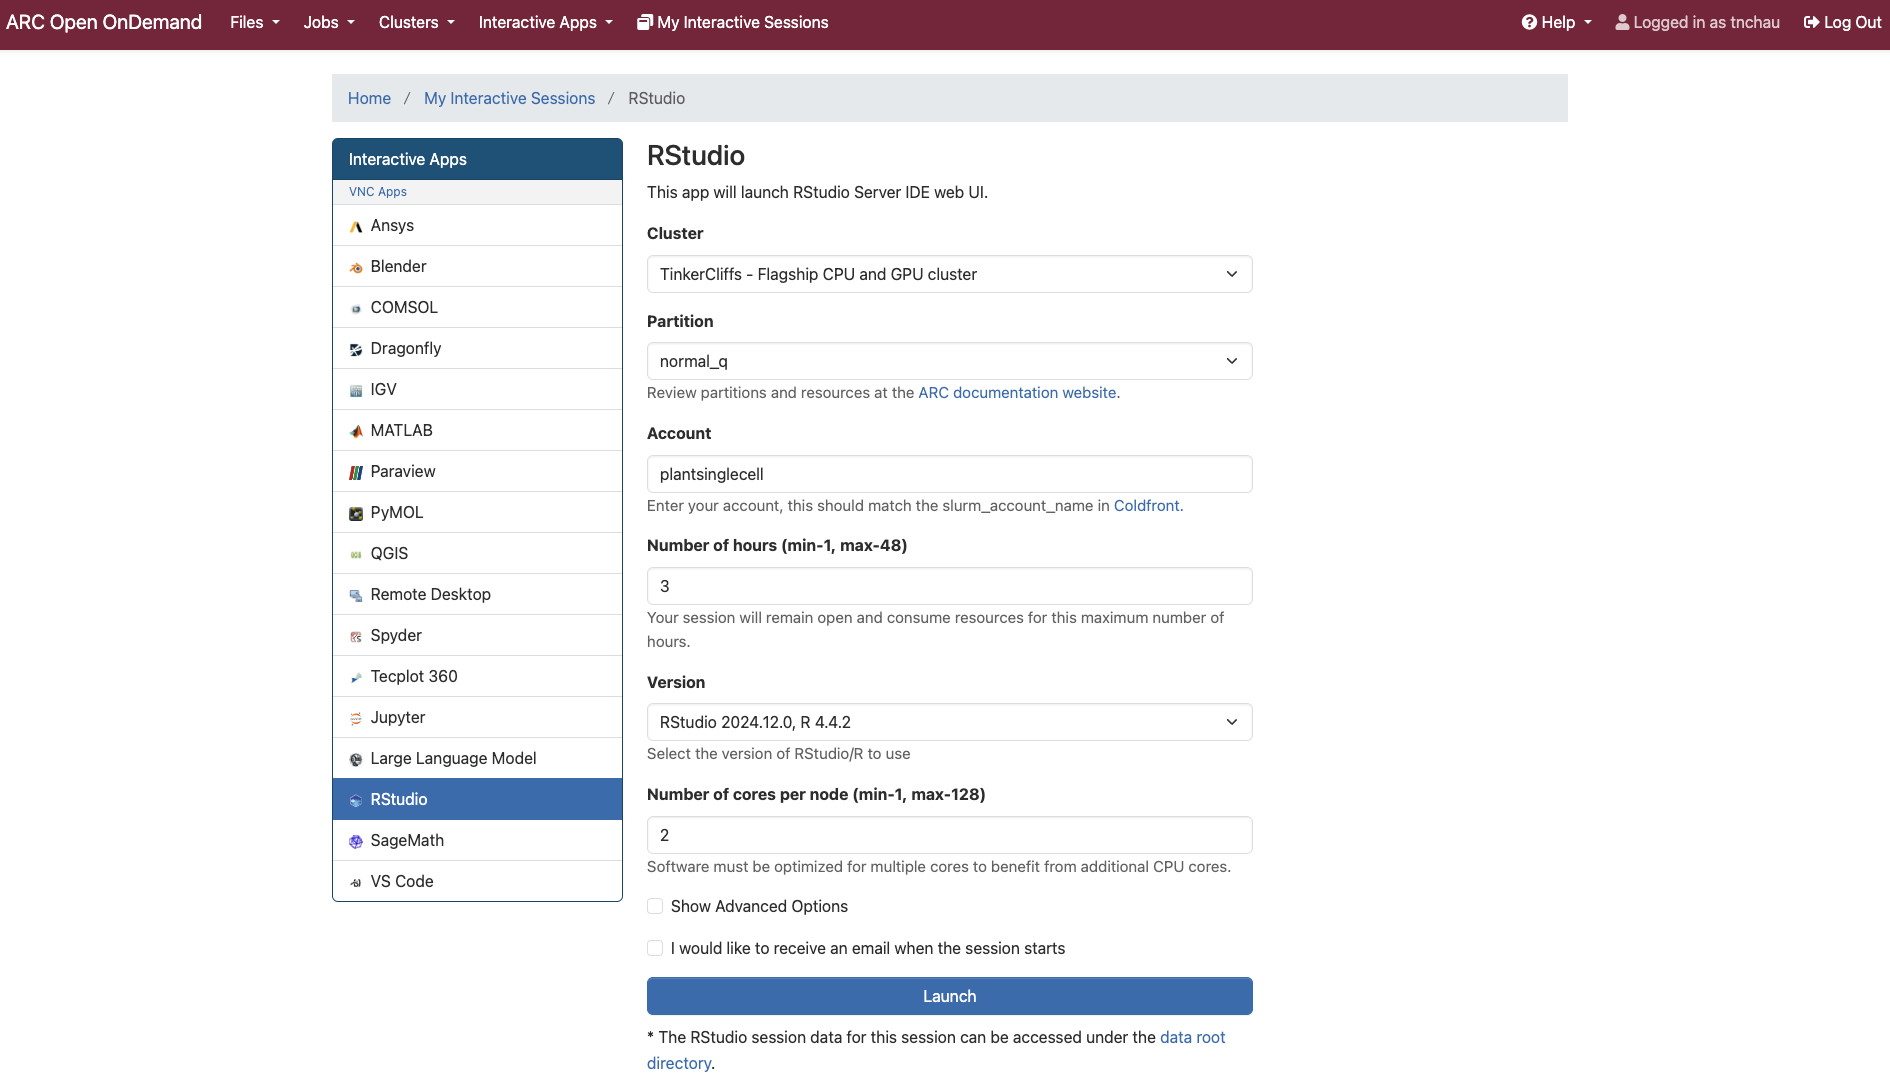 ARC Open OnDemand Files Jobs Clusters Interactive Apps My Interactive Sessions Help Logged in as tnchau Log Out
Home / My Interactive Sessions / RStudio
Interactive Apps
VNC Apps
Ansys
Blender
COMSOL
Dragonfly
IGV
MATLAB
Paraview
PyMOL
QGIS
Remote Desktop
Spyder
Tecplot 360
Jupyter
Large Language Model
RStudio
SageMath
VS Code
RStudio
This app will launch RStudio Server IDE web UI.
Cluster
TinkerCliffs - Flagship CPU and GPU cluster
Partition
normal_q
Review partitions and resources at the ARC documentation website.
Account
plantsinglecell
Enter your account, this should match the slurm_account_name in Coldfront.
Number of hours (min-1, max-48)
3
Your session will remain open and consume resources for this maximum number of
hours.
Version
RStudio 2024.12.0, R 4.4.2
Select the version of RStudio/R to use
Number of cores per node (min-1, max-128)
2
Software must be optimized for multiple cores to benefit from additional CPU cores.
Show Advanced Options
I would like to receive an email when the session starts
Launch
* The RStudio session data for this session can be accessed under the data root
directory.